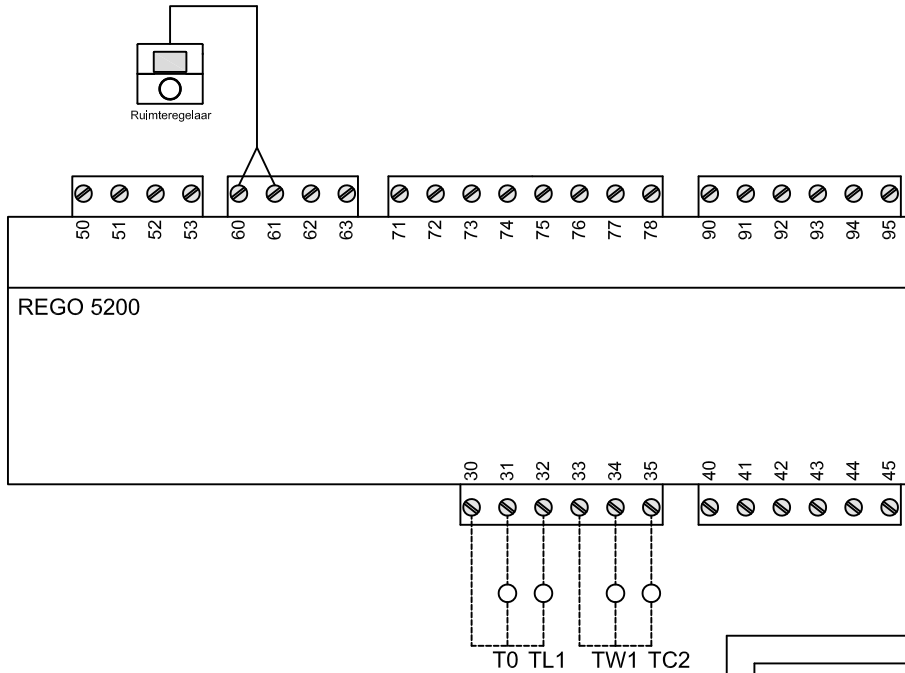 Ruimteregelaar
50 51 52 53 60 61 62 63 71 72 73 74 75 76 77 78 90 91 92 93 94 95
REGO 5200
30 31 32 33 34 35 40 41 42 43 44 45
T0 TL1 TW1 TC2